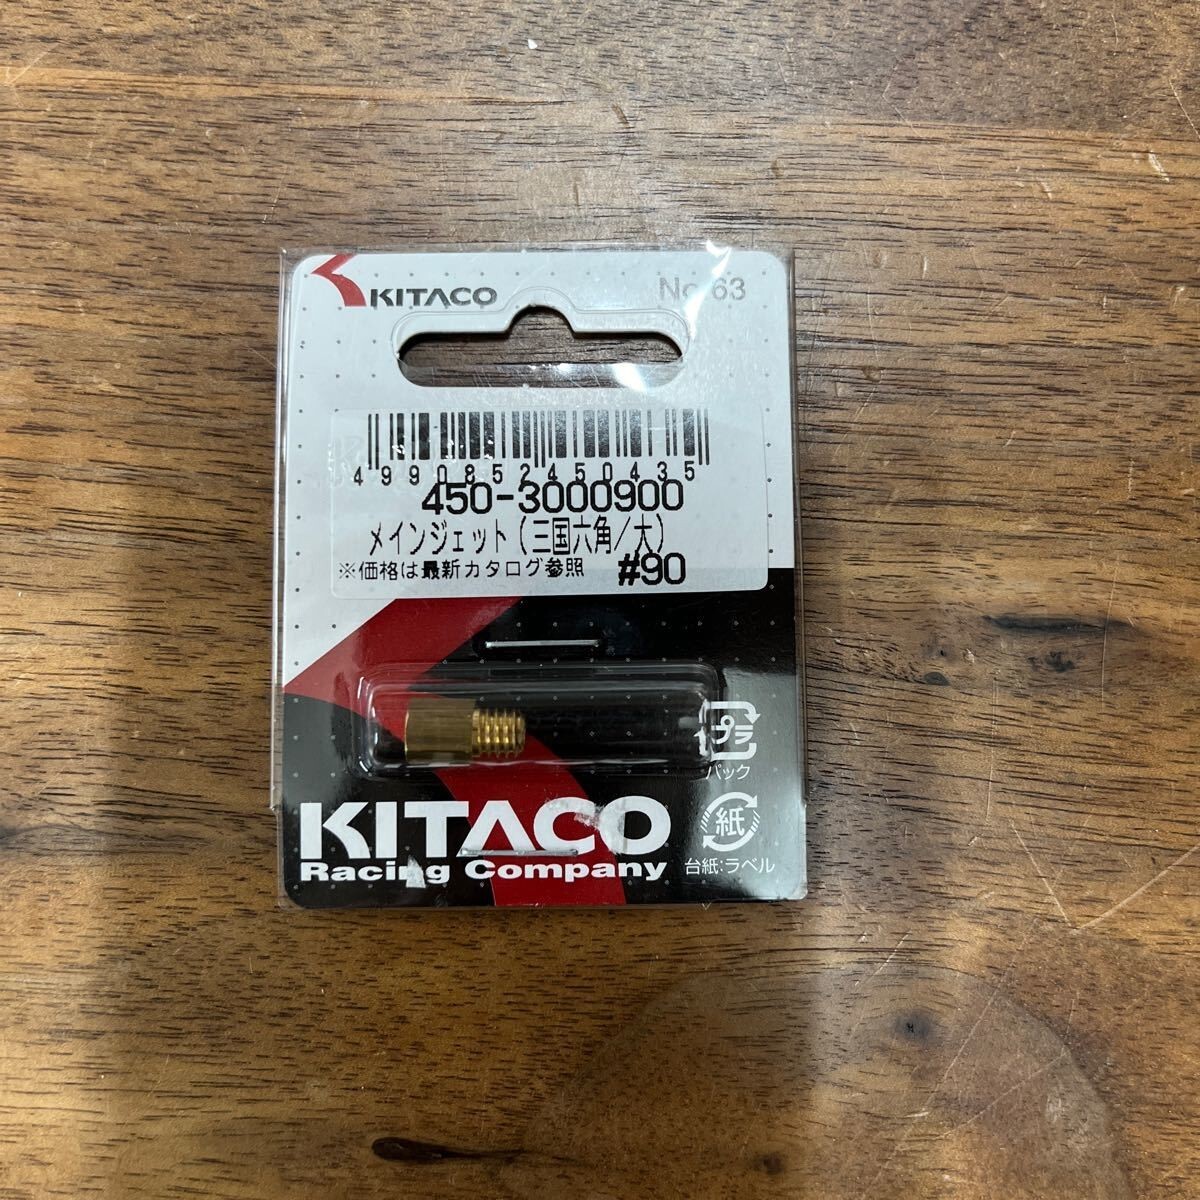 KITACO
No.63
4990852450435
450-3000900
メインジェット(三国六角/大)
※価格は最新カタログ参照 #90
プラ
パック
KITACO
Racing Company
紙
台紙:ラベル